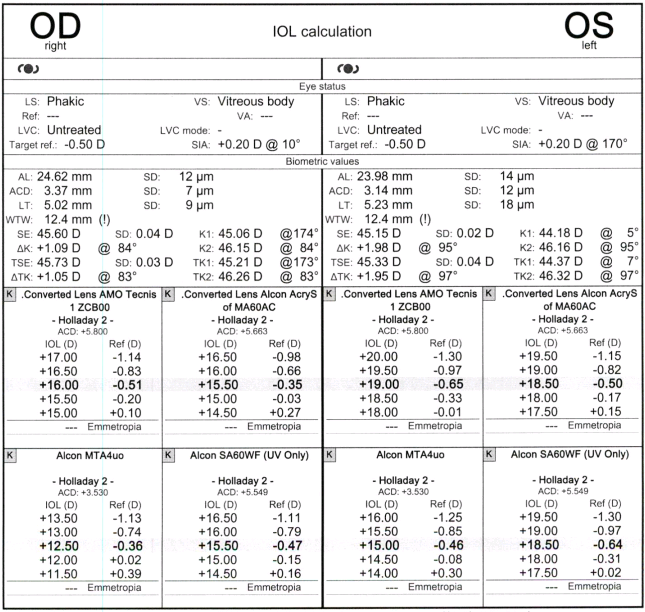 OD
right
IOL calculation
OS
left
Eye status
LS: Phakic VS: Vitreous body
Ref: --- VA: ---
LVC: Untreated LVC mode: -
Target ref.: -0.50 D SIA: +0.20 D @ 10°
LS: Phakic VS: Vitreous body
Ref: --- VA: ---
LVC: Untreated LVC mode: -
Target ref.: -0.50 D SIA: +0.20 D @ 170°
Biometric values
AL: 24.62 mm SD: 12 µm
ACD: 3.37 mm SD: 7 µm
LT: 5.02 mm SD: 9 µm
WTW: 12.4 mm (!)
SE: 45.60 D SD: 0.04 D K1: 45.06 D @174°
ΔK: +1.09 D @ 84° K2: 46.15 D @ 84°
TSE: 45.73 D SD: 0.03 D TK1: 45.21 D @173°
ΔTK: +1.05 D @ 83° TK2: 46.26 D @ 83°
AL: 23.98 mm SD: 14 µm
ACD: 3.14 mm SD: 12 µm
LT: 5.23 mm SD: 18 µm
WTW: 12.4 mm (!)
SE: 45.15 D SD: 0.02 D K1: 44.18 D @ 5°
ΔK: +1.98 D @ 95° K2: 46.16 D @ 95°
TSE: 45.33 D SD: 0.04 D TK1: 44.37 D @ 7°
ΔTK: +1.95 D @ 97° TK2: 46.32 D @ 97°
K .Converted Lens AMO Tecnis
1 ZCB00
- Holladay 2 -
ACD: +5.800
IOL (D) Ref (D)
+17.00 -1.14
+16.50 -0.83
+16.00 -0.51
+15.50 -0.20
+15.00 +0.10
--- Emmetropia
K .Converted Lens Alcon AcryS
of MA60AC
- Holladay 2 -
ACD: +5.663
IOL (D) Ref (D)
+16.50 -0.98
+16.00 -0.66
+15.50 -0.35
+15.00 -0.03
+14.50 +0.27
--- Emmetropia
K .Converted Lens AMO Tecnis
1 ZCB00
- Holladay 2 -
ACD: +5.800
IOL (D) Ref (D)
+20.00 -1.30
+19.50 -0.97
+19.00 -0.65
+18.50 -0.33
+18.00 -0.01
--- Emmetropia
K .Converted Lens Alcon AcryS
of MA60AC
- Holladay 2 -
ACD: +5.663
IOL (D) Ref (D)
+19.50 -1.15
+19.00 -0.82
+18.50 -0.50
+18.00 -0.17
+17.50 +0.15
--- Emmetropia
K Alcon MTA4uo
- Holladay 2 -
ACD: +3.530
IOL (D) Ref (D)
+13.50 -1.13
+13.00 -0.74
+12.50 -0.36
+12.00 +0.02
+11.50 +0.39
--- Emmetropia
K Alcon SA60WF (UV Only)
- Holladay 2 -
ACD: +5.549
IOL (D) Ref (D)
+16.50 -1.11
+16.00 -0.79
+15.50 -0.47
+15.00 -0.15
+14.50 +0.16
--- Emmetropia
K Alcon MTA4uo
- Holladay 2 -
ACD: +3.530
IOL (D) Ref (D)
+16.00 -1.25
+15.50 -0.85
+15.00 -0.46
+14.50 -0.08
+14.00 +0.30
--- Emmetropia
K Alcon SA60WF (UV Only)
- Holladay 2 -
ACD: +5.549
IOL (D) Ref (D)
+19.50 -1.30
+19.00 -0.97
+18.50 -0.64
+18.00 -0.31
+17.50 +0.02
--- Emmetropia